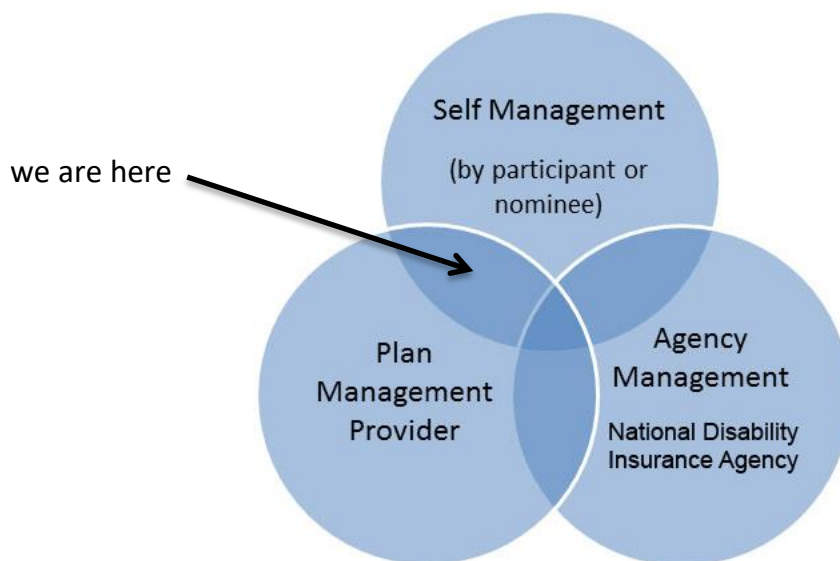 Self Management
(by participant or
nominee)
we are here
Plan
Management
Provider
Agency
Management
National Disability
Insurance Agency